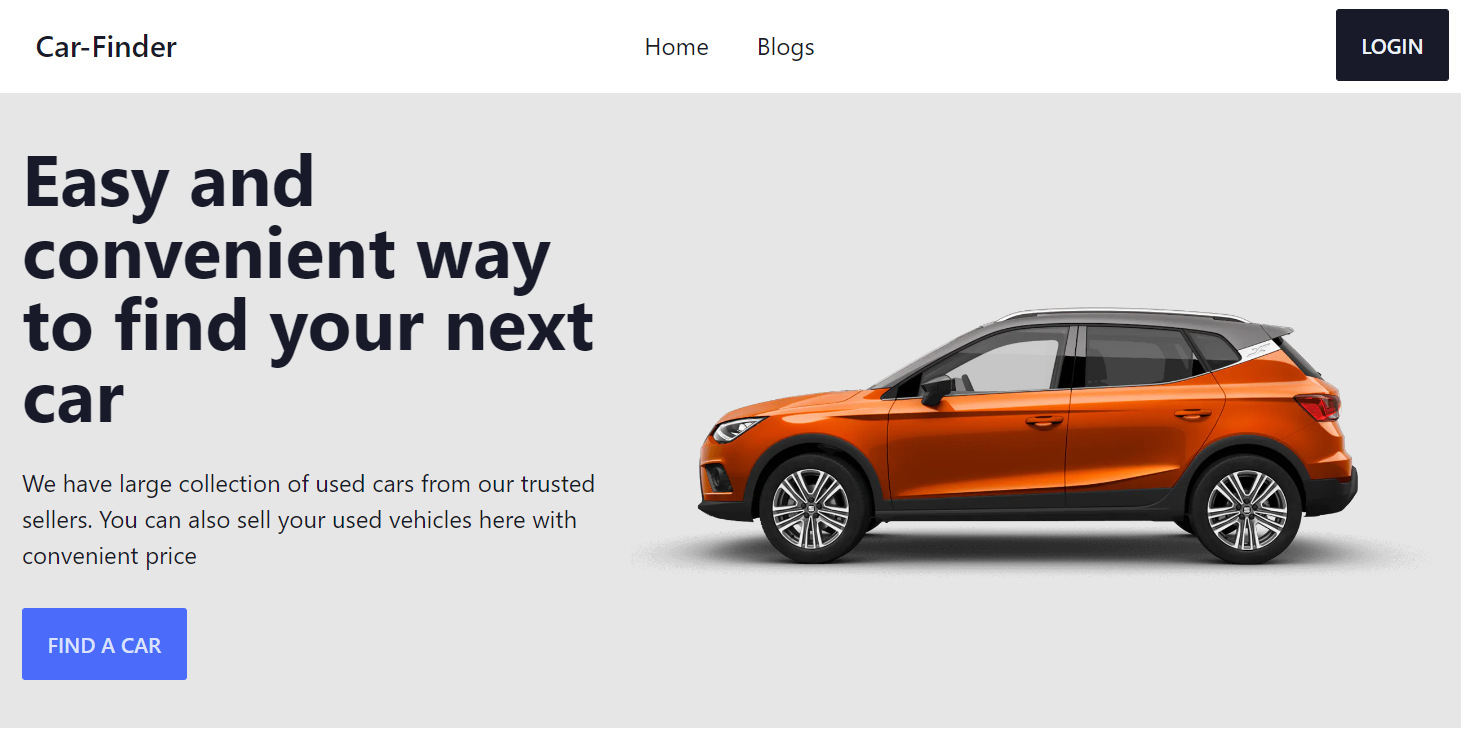 Car-Finder
Home
Blogs
LOGIN
Easy and
convenient way
to find your next
car
We have large collection of used cars from our trusted
sellers. You can also sell your used vehicles here with
convenient price
FIND A CAR